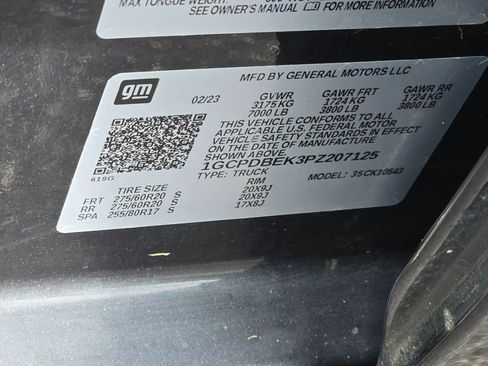 MAX TONGUE WEIGHT:
SEE OWNER'S MANUAL FOR MORE INFORMATION
gm
MFD BY GENERAL MOTORS LLC
02/23 GVWR GAWR FRT GAWR RR
3175 KG 1724 KG 1724 KG
7000 LB 3800 LB 3800 LB
THIS VEHICLE CONFORMS TO ALL
APPLICABLE U.S. FEDERAL MOTOR
VEHICLE SAFETY STANDARDS IN EFFECT
ON THE DATE OF MANUFACTURE SHOWN ABOVE.
1GCPDBEK3PZ207125
618G
TYPE: TRUCK MODEL: 3SCK10543
TIRE SIZE RIM
FRT 275/60R20 S 20X9J
RR 275/60R20 S 20X9J
SPA 255/80R17 S 17X8J